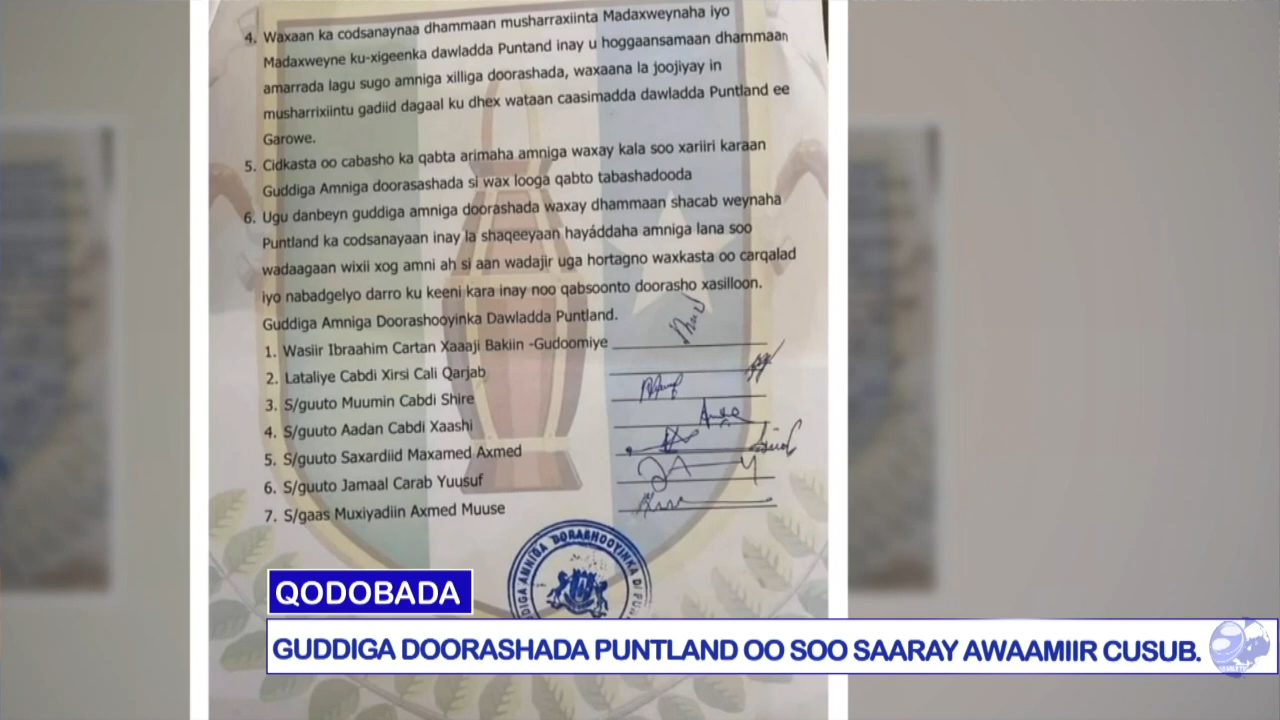 4. Waxaan ka codsanaynaa dhammaan musharraxiinta Madaxweynaha iyo
Madaxweyne ku-xigeenka dawladda Puntand inay u hoggaansamaan dhammaan
amarrada lagu sugo amniga xilliga doorashada, waxaana la joojiyay in
musharrixiintu gadiid dagaal ku dhex wataan caasimadda dawladda Puntland ee
Garowe.
5. Cidkasta oo cabasho ka qabta arimaha amniga waxay kala soo xariiri karaan
Guddiga Amniga doorasashada si wax looga qabto tabashadooda
6. Ugu danbeyn guddiga amniga doorashada waxay dhammaan shacab weynaha
Puntland ka codsanayaan inay la shaqeeyaan hayáddaha amniga lana soo
wadaagaan wixii xog amni ah si aan wadajir uga hortagno waxkasta oo carqalad
iyo nabadgelyo darro ku keeni kara inay noo qabsoonto doorasho xasilloon.
Guddiga Amniga Doorashooyinka Dawladda Puntland.
1. Wasiir Ibraahim Cartan Xaaaji Bakiin -Gudoomiye
2. Lataliye Cabdi Xirsi Cali Qarjab
3. S/guuto Muumin Cabdi Shire
4. S/guuto Aadan Cabdi Xaashi
5. S/guuto Saxardiid Maxamed Axmed
6. S/guuto Jamaal Carab Yuusuf
7. S/gaas Muxiyadiin Axmed Muuse
AMNIGA DORASHOOYINKA
QODOBADA
GUDDIGA DOORASHADA PUNTLAND OO SOO SAARAY AWAAMIIR CUSUB.